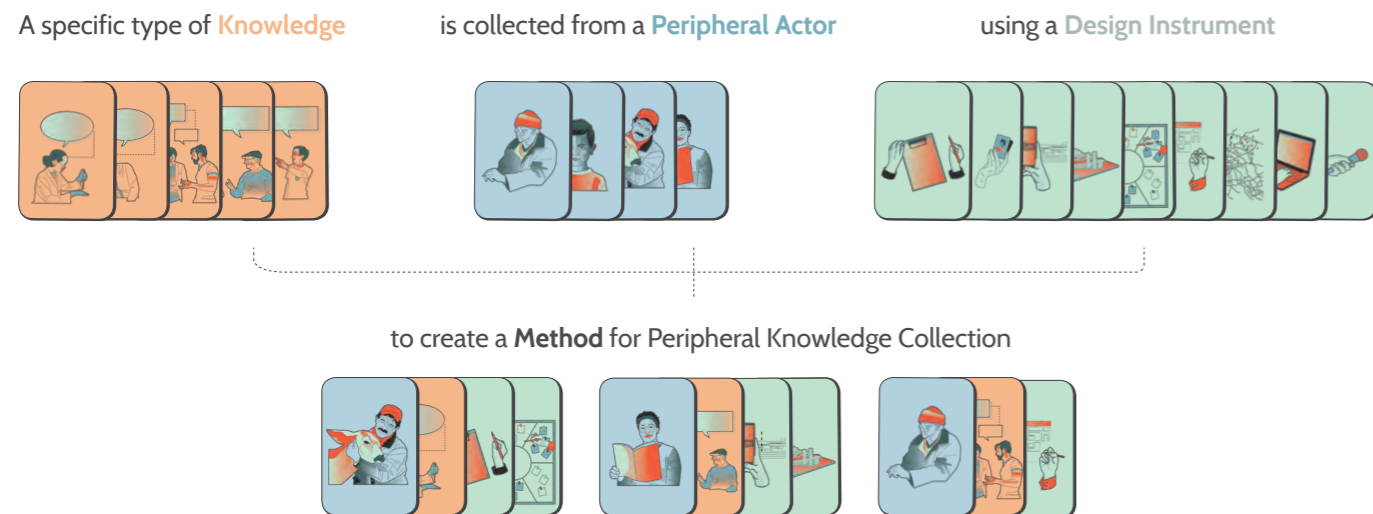 A specific type of Knowledge
is collected from a Peripheral Actor
using a Design Instrument
to create a Method for Peripheral Knowledge Collection